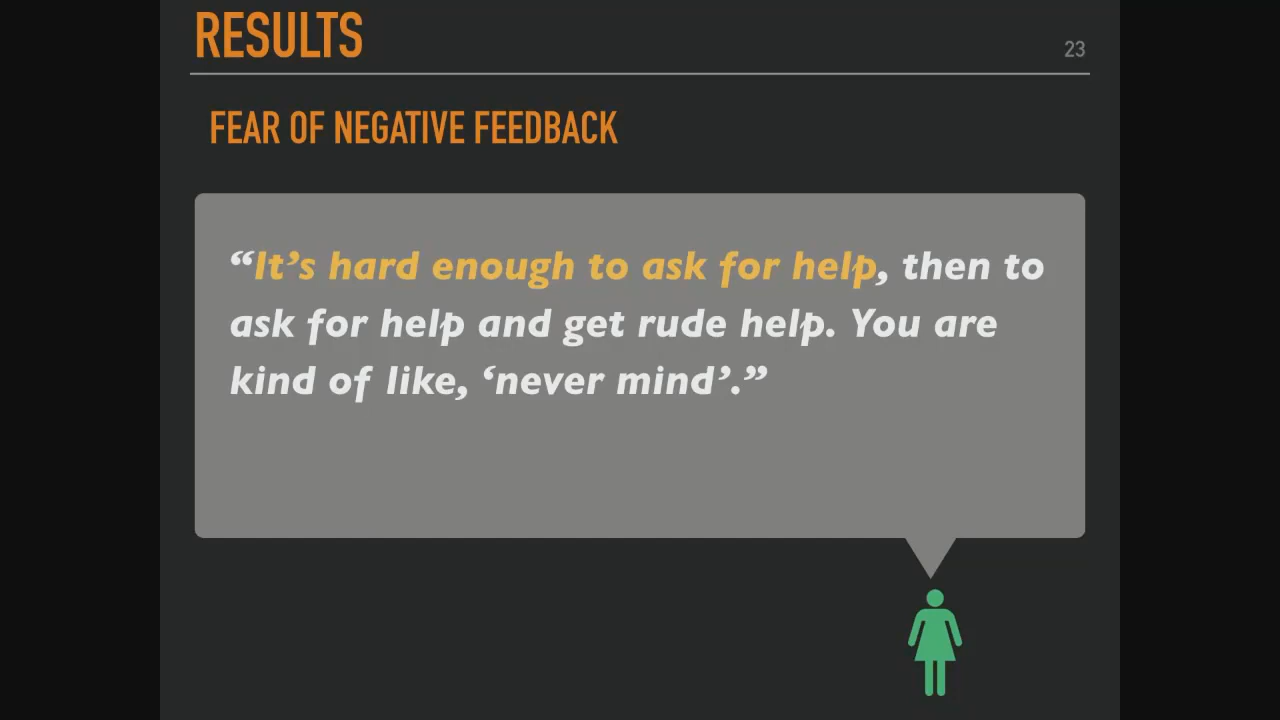 RESULTS
23
FEAR OF NEGATIVE FEEDBACK
“It’s hard enough to ask for help, then to
ask for help and get rude help. You are
kind of like, ‘never mind’.”